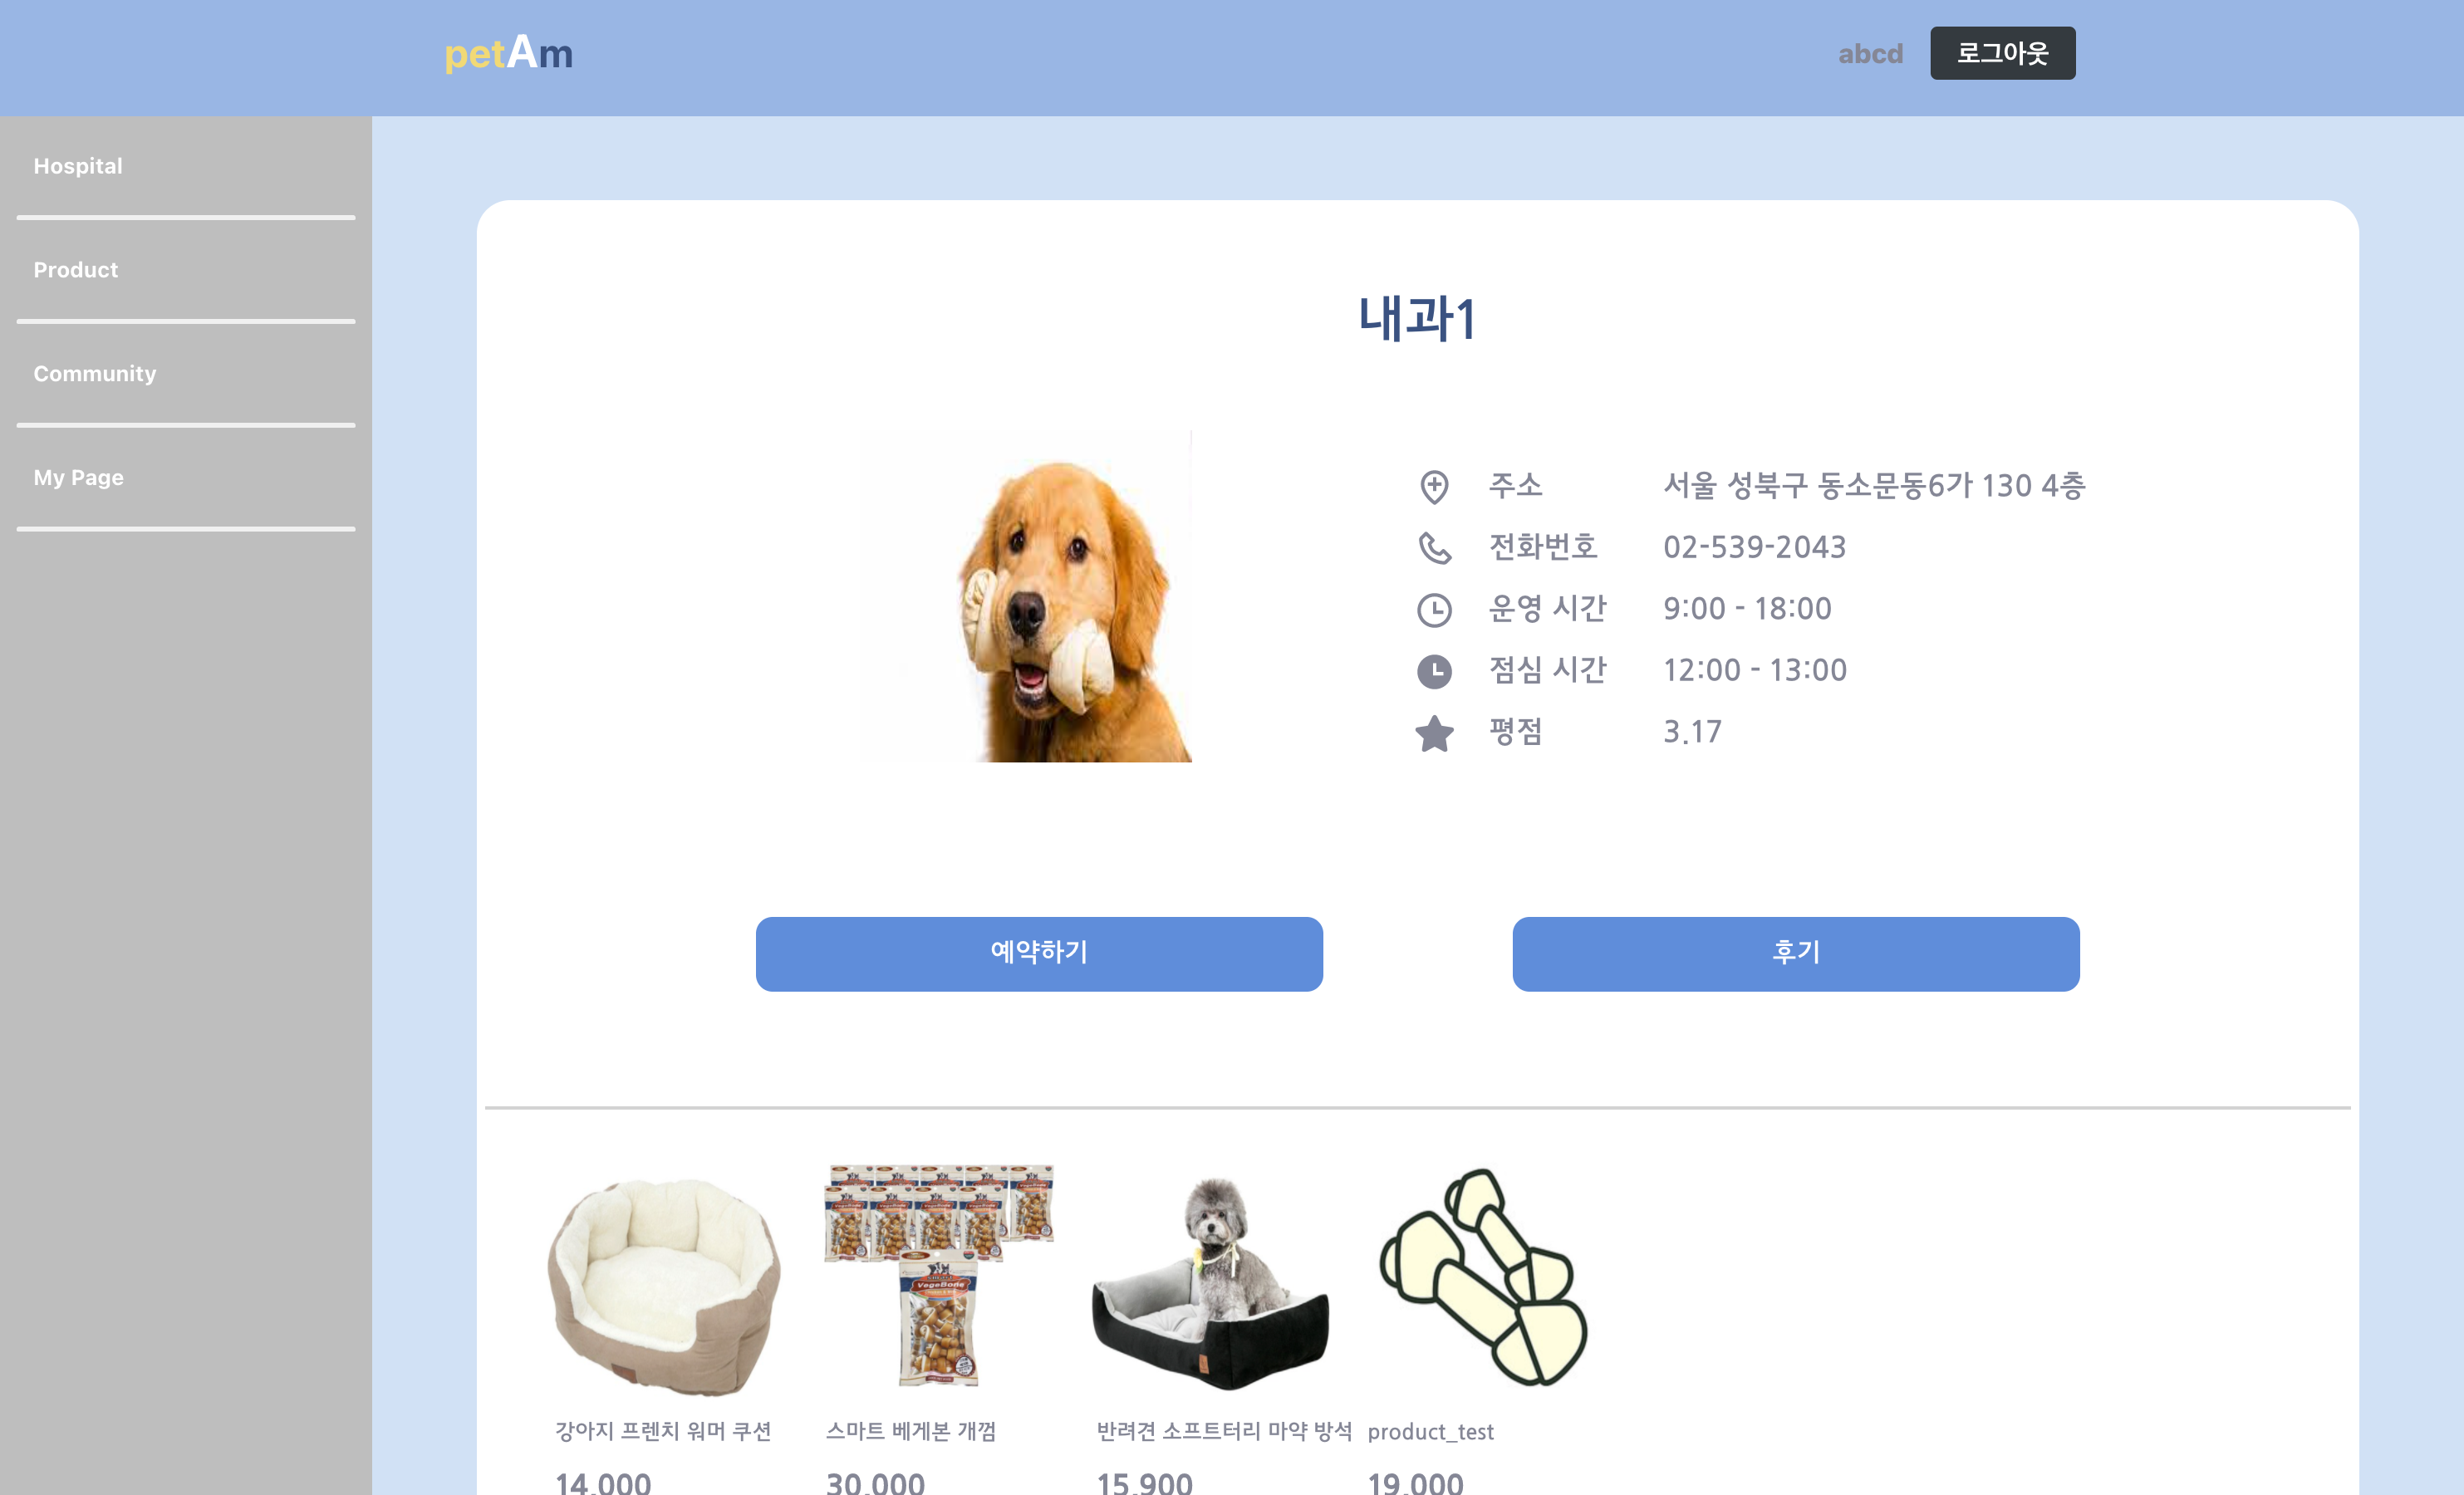 petAm
abcd
로그아웃
Hospital
Product
Community
My Page
내과1
주소 서울 성북구 동소문동6가 130 4층
전화번호 02-539-2043
운영 시간 9:00 - 18:00
점심 시간 12:00 - 13:00
평점 3.17
예약하기
후기
VegeBone
강아지 프렌치 워머 쿠션
스마트 베게본 개껌
반려견 소프트터리 마약 방석
product_test
14,000
30,000
15,900
19,000